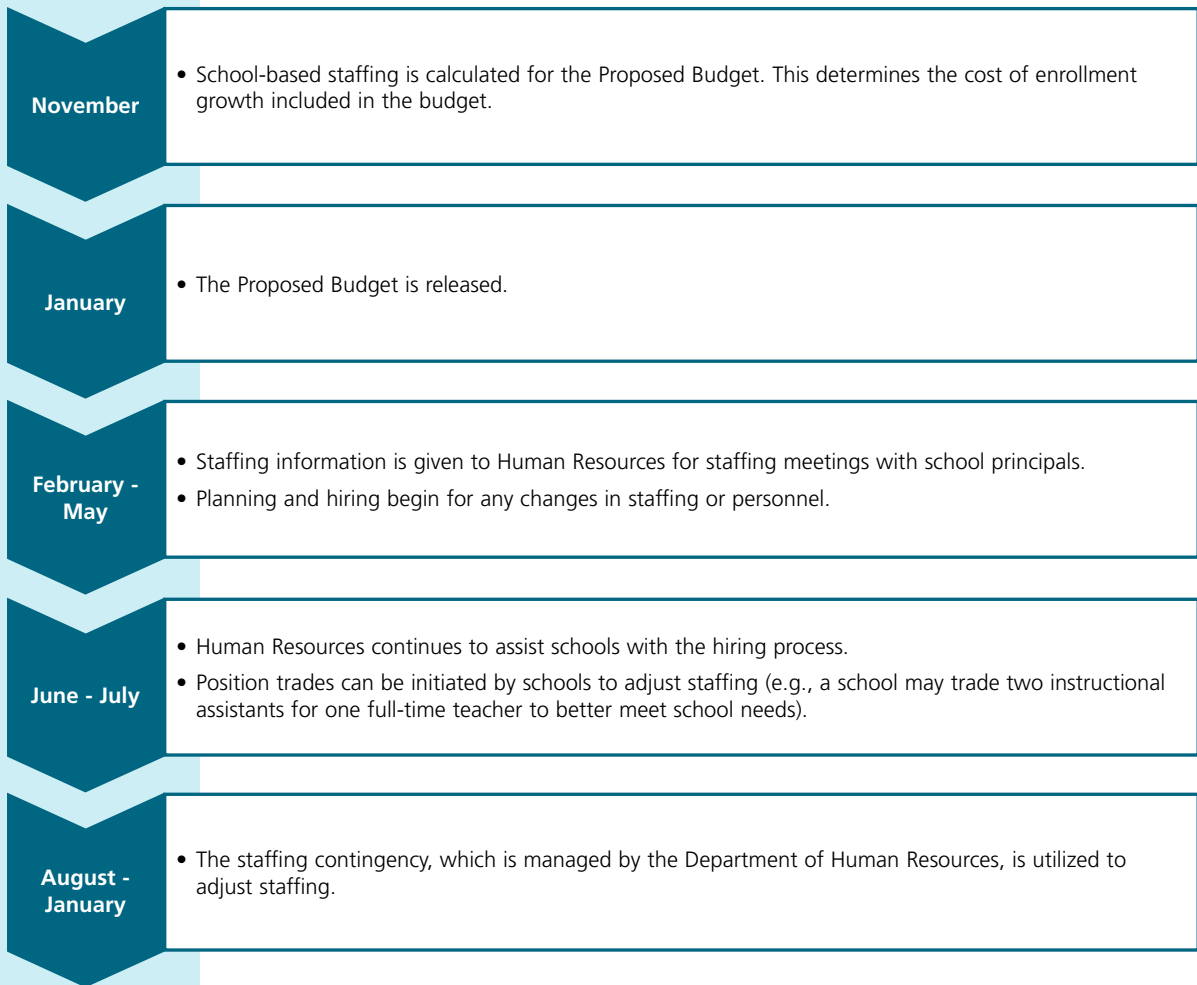 November
• School-based staffing is calculated for the Proposed Budget. This determines the cost of enrollment
growth included in the budget.
January
• The Proposed Budget is released.
February -
May
• Staffing information is given to Human Resources for staffing meetings with school principals.
• Planning and hiring begin for any changes in staffing or personnel.
June - July
• Human Resources continues to assist schools with the hiring process.
• Position trades can be initiated by schools to adjust staffing (e.g., a school may trade two instructional
assistants for one full-time teacher to better meet school needs).
August -
January
• The staffing contingency, which is managed by the Department of Human Resources, is utilized to
adjust staffing.